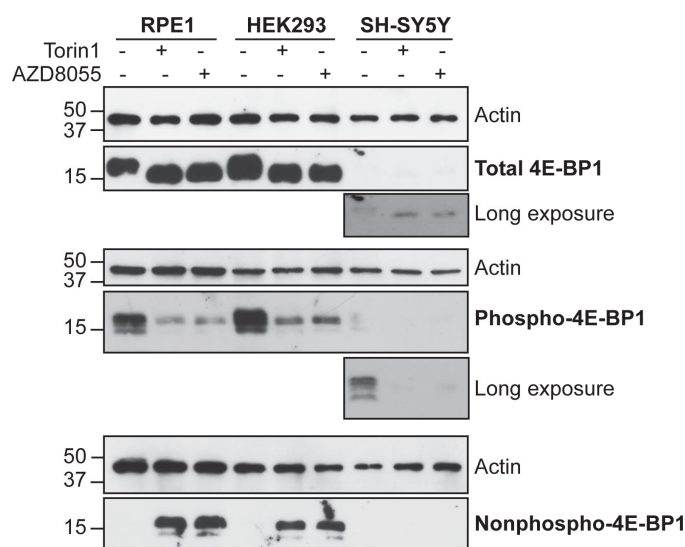 RPE1 HEK293 SH-SY5Y
Torin1 - + - - + - - + -
AZD8055 - - + - - + - - +
50
37
Actin
15
Total 4E-BP1
Long exposure
50
37
Actin
15
Phospho-4E-BP1
Long exposure
50
37
Actin
15
Nonphospho-4E-BP1